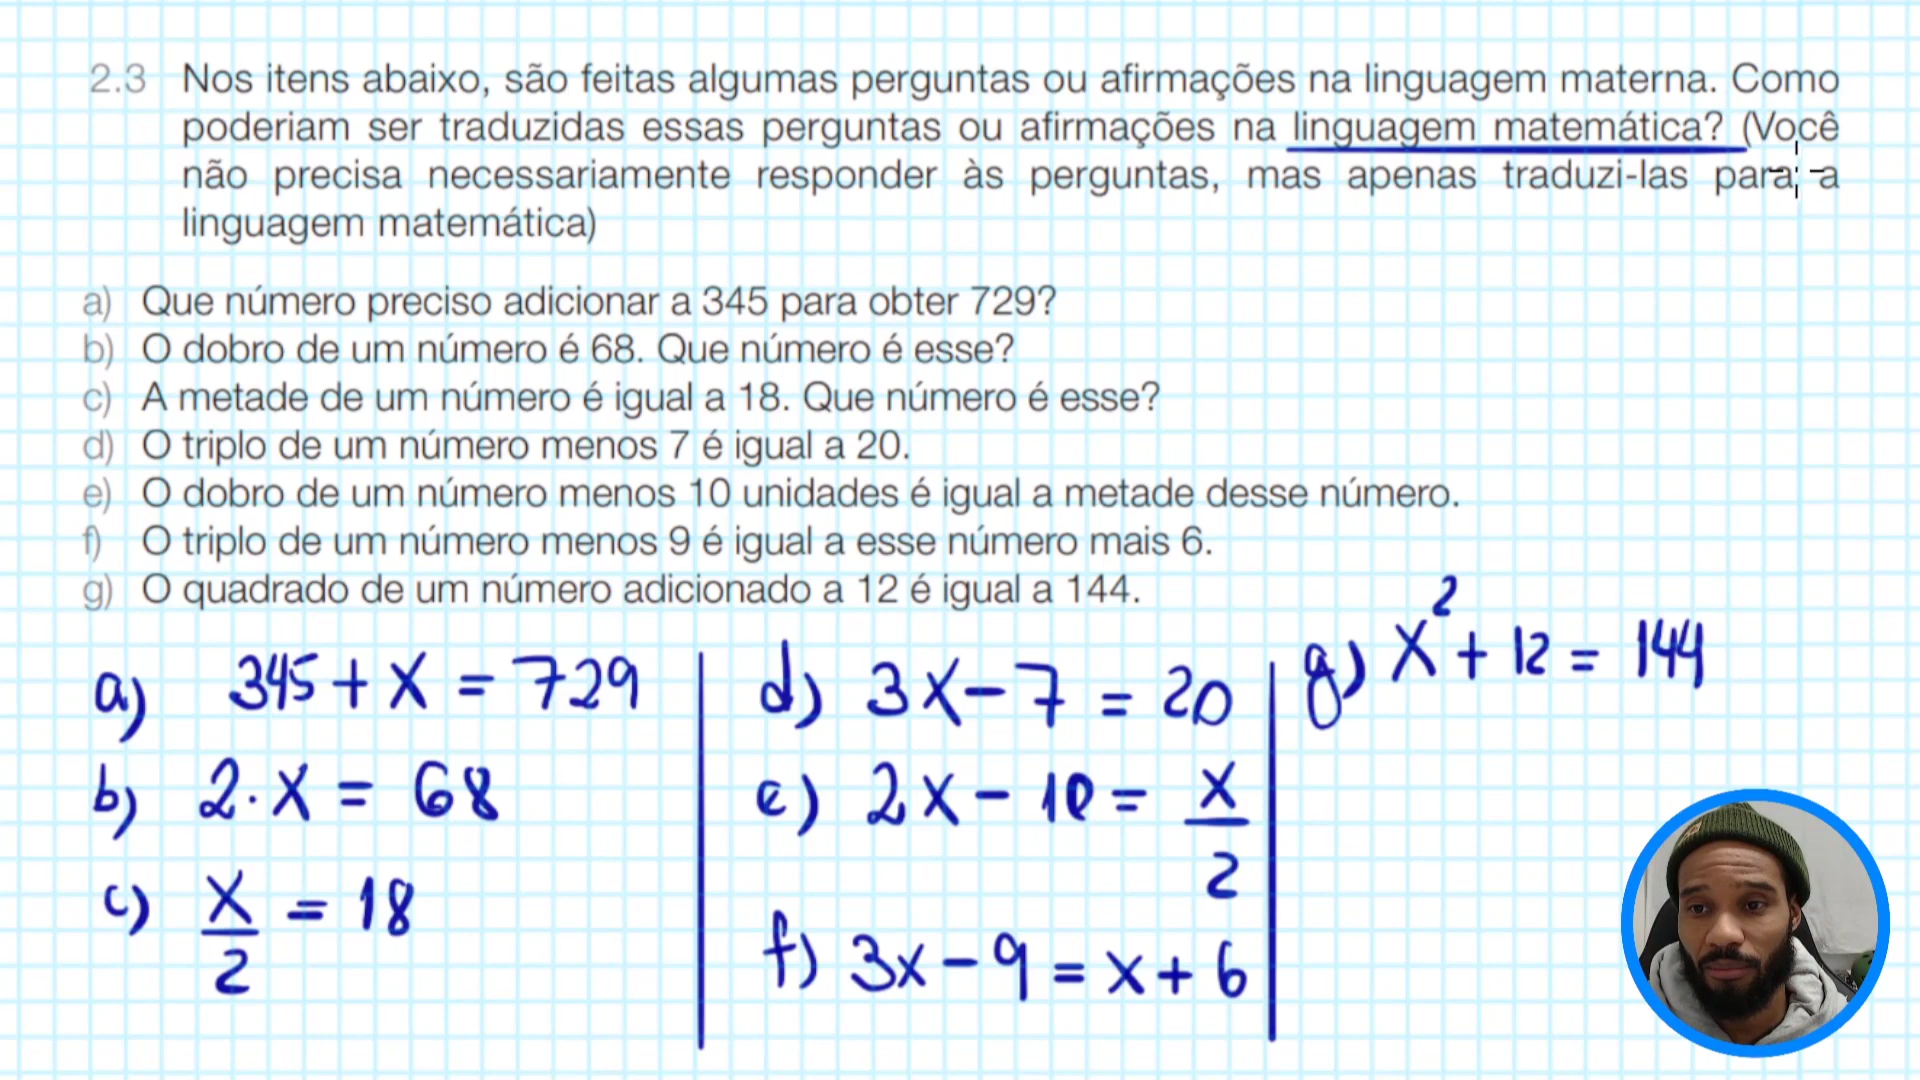 2.3 Nos itens abaixo, são feitas algumas perguntas ou afirmações na linguagem materna. Como
poderiam ser traduzidas essas perguntas ou afirmações na linguagem matemática? (Você
não precisa necessariamente responder às perguntas, mas apenas traduzi-las para a
linguagem matemática)
a) Que número preciso adicionar a 345 para obter 729?
b) O dobro de um número é 68. Que número é esse?
c) A metade de um número é igual a 18. Que número é esse?
d) O triplo de um número menos 7 é igual a 20.
e) O dobro de um número menos 10 unidades é igual a metade desse número.
f) O triplo de um número menos 9 é igual a esse número mais 6.
g) O quadrado de um número adicionado a 12 é igual a 144.
a) 345 + x = 729
b) 2 · x = 68
c) x/2 = 18
d) 3x - 7 = 20
e) 2x - 10 = x/2
f) 3x - 9 = x + 6
g) x² + 12 = 144